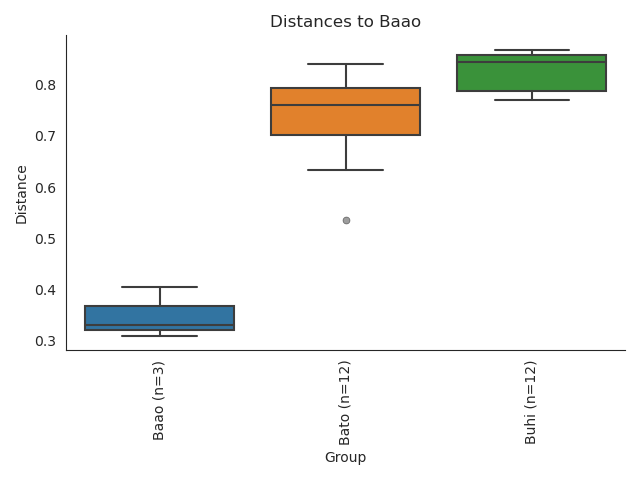 Distances to Baao
Distance
0.8
0.7
0.6
0.5
0.4
0.3
Baao (n=3)
Bato (n=12)
Buhi (n=12)
Group